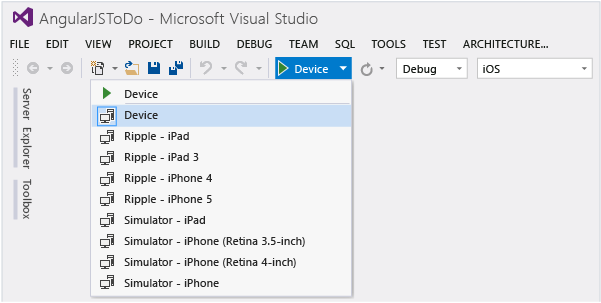 AngularJSToDo - Microsoft Visual Studio
FILE EDIT VIEW PROJECT BUILD DEBUG TEAM SQL TOOLS TEST ARCHITECTURE...
Device Debug iOS
Server Explorer
Toolbox
Device
Device
Ripple - iPad
Ripple - iPad 3
Ripple - iPhone 4
Ripple - iPhone 5
Simulator - iPad
Simulator - iPhone (Retina 3.5-inch)
Simulator - iPhone (Retina 4-inch)
Simulator - iPhone